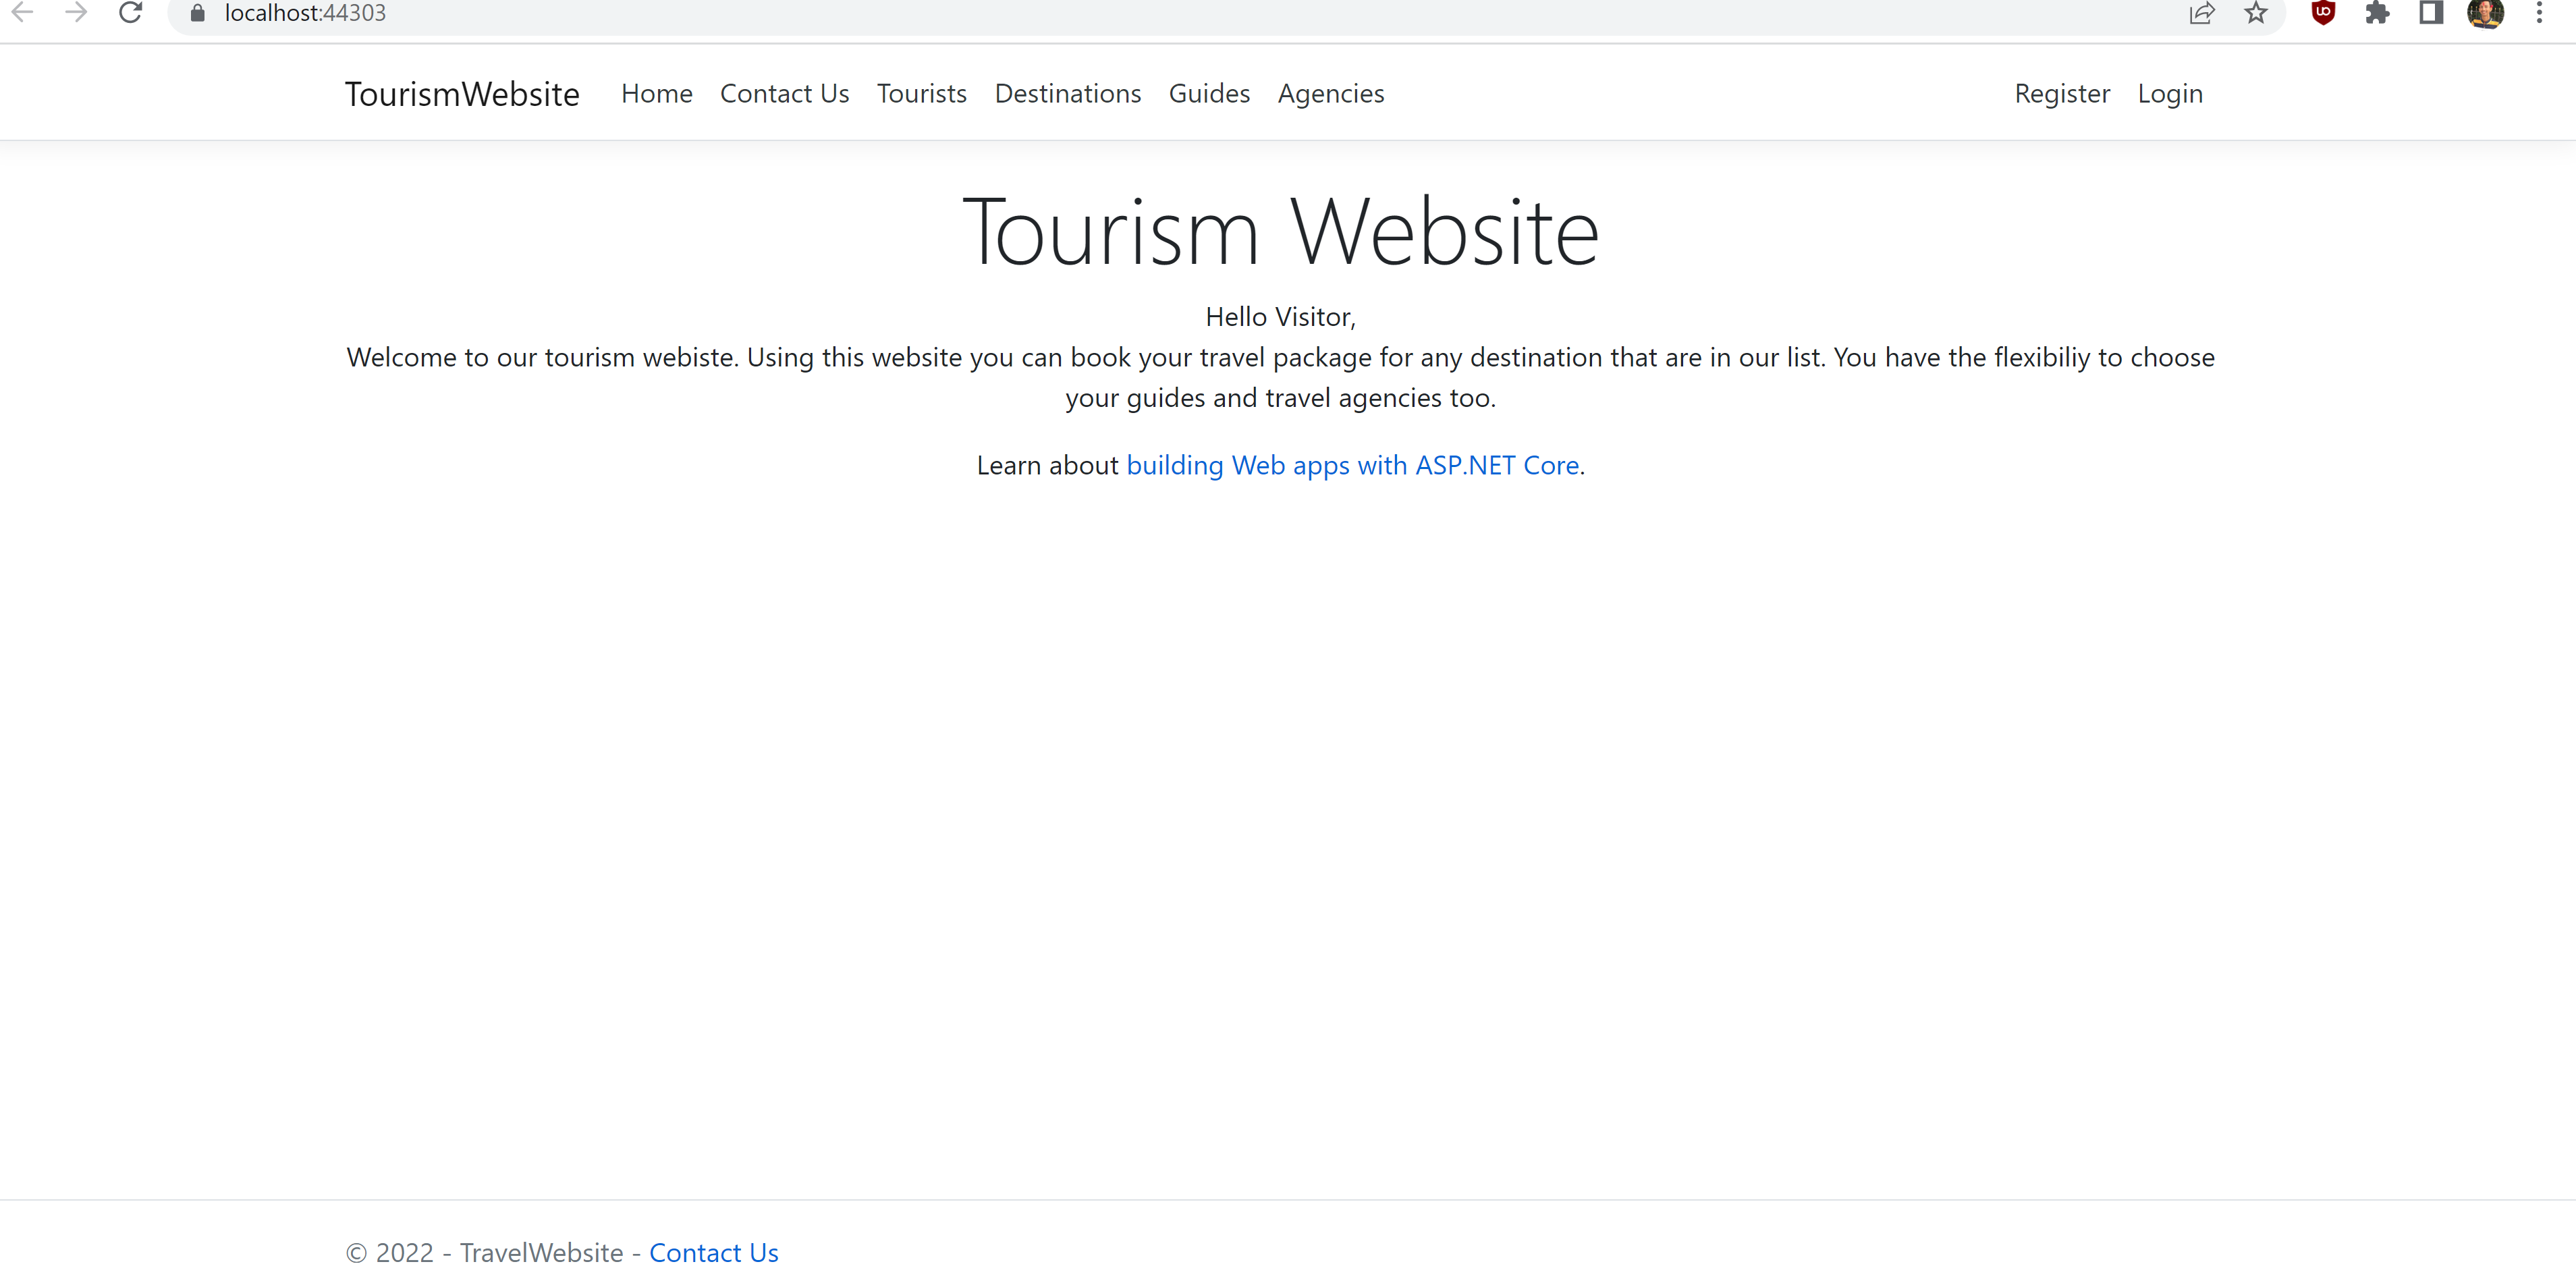 localhost:44303
TourismWebsite Home Contact Us Tourists Destinations Guides Agencies Register Login
Tourism Website
Hello Visitor,
Welcome to our tourism webiste. Using this website you can book your travel package for any destination that are in our list. You have the flexibiliy to choose
your guides and travel agencies too.
Learn about building Web apps with ASP.NET Core.
© 2022 - TravelWebsite - Contact Us